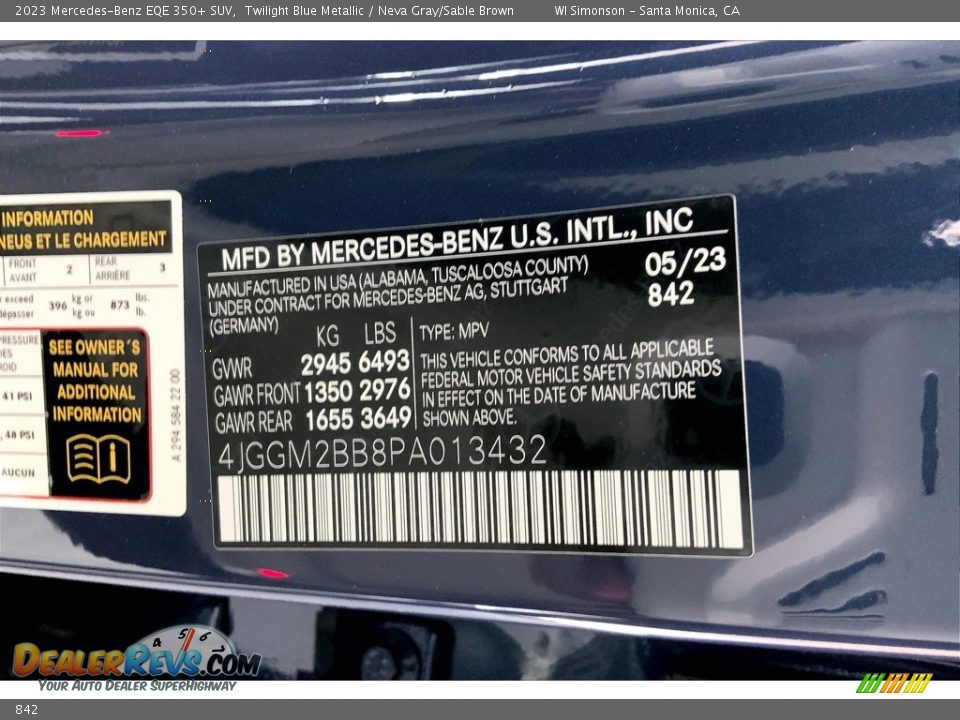 2023 Mercedes-Benz EQE 350+ SUV, Twilight Blue Metallic / Neva Gray/Sable Brown WI Simonson - Santa Monica, CA
INFORMATION
NEUS ET LE CHARGEMENT
FRONT
AVANT 2 REAR
ARRIÈRE 3
exceed
396 kg or
kg ou 873 lbs.
lb.
SEE OWNER'S
MANUAL FOR
ADDITIONAL
INFORMATION
41 PSI
48 PSI
AUCUN
A 294 584 22 00
MFD BY MERCEDES-BENZ U.S. INTL., INC
MANUFACTURED IN USA (ALABAMA, TUSCALOOSA COUNTY)
UNDER CONTRACT FOR MERCEDES-BENZ AG, STUTTGART
(GERMANY)
05/23
842
KG LBS
GVWR 2945 6493
GAWR FRONT 1350 2976
GAWR REAR 1655 3649
TYPE: MPV
THIS VEHICLE CONFORMS TO ALL APPLICABLE
FEDERAL MOTOR VEHICLE SAFETY STANDARDS
IN EFFECT ON THE DATE OF MANUFACTURE
SHOWN ABOVE.
4JGGM2BB8PA013432
4 5 6
DEALERREVS.COM
YOUR AUTO DEALER SUPERHIGHWAY
842